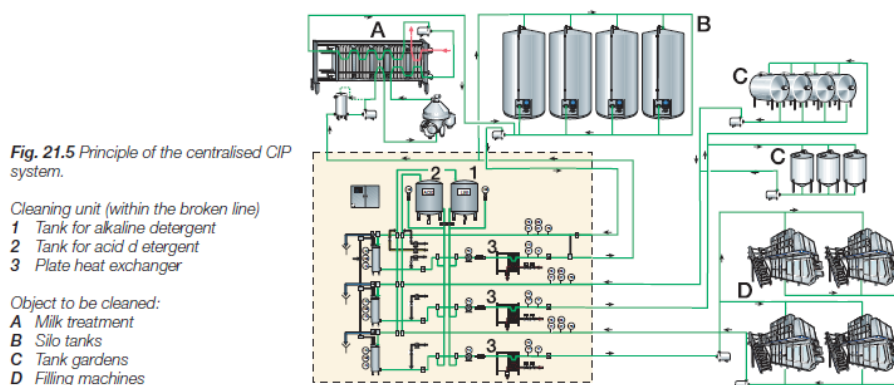 Fig. 21.5 Principle of the centralised CIP
system.
Cleaning unit (within the broken line)
1 Tank for alkaline detergent
2 Tank for acid d etergent
3 Plate heat exchanger
Object to be cleaned:
A Milk treatment
B Silo tanks
C Tank gardens
D Filling machines
A
B
C
C
2 1
3
3
D
3